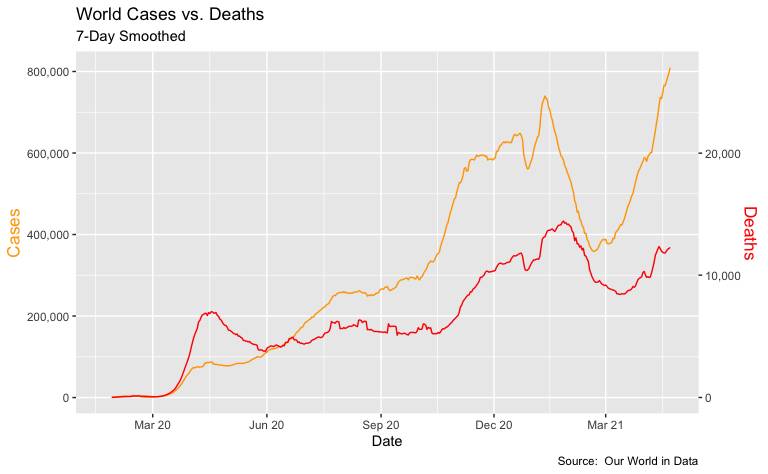 World Cases vs. Deaths
7-Day Smoothed
800,000
600,000
400,000
200,000
0
Cases
20,000
10,000
0
Deaths
Mar 20 Jun 20 Sep 20 Dec 20 Mar 21
Date
Source:  Our World in Data